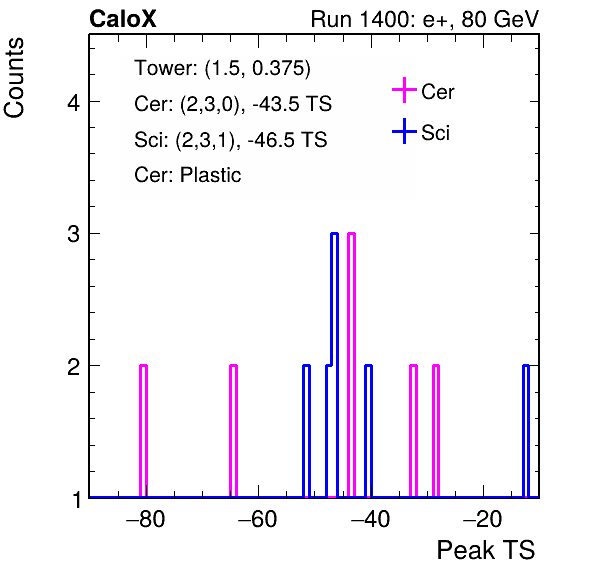 CaloX Run 1400: e+, 80 GeV
Counts
Tower: (1.5, 0.375)
Cer: (2,3,0), -43.5 TS
Sci: (2,3,1), -46.5 TS
Cer: Plastic
Cer
Sci
4
3
2
1
−80 −60 −40 −20
Peak TS